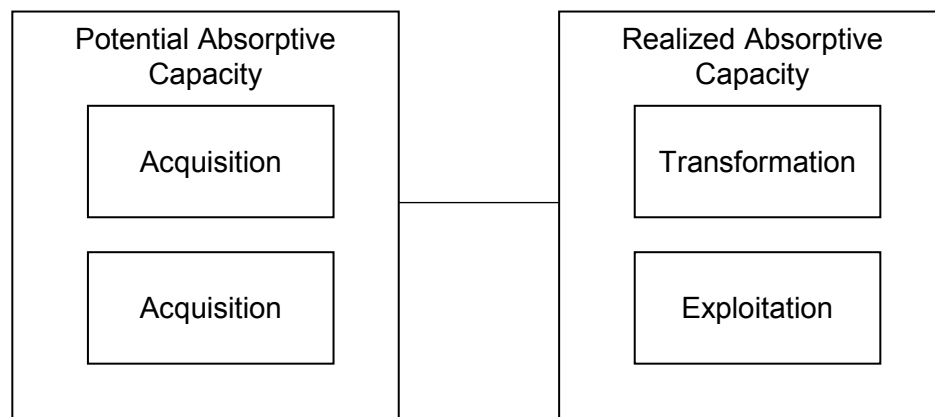 Potential Absorptive
Capacity
Acquisition
Acquisition
Realized Absorptive
Capacity
Transformation
Exploitation